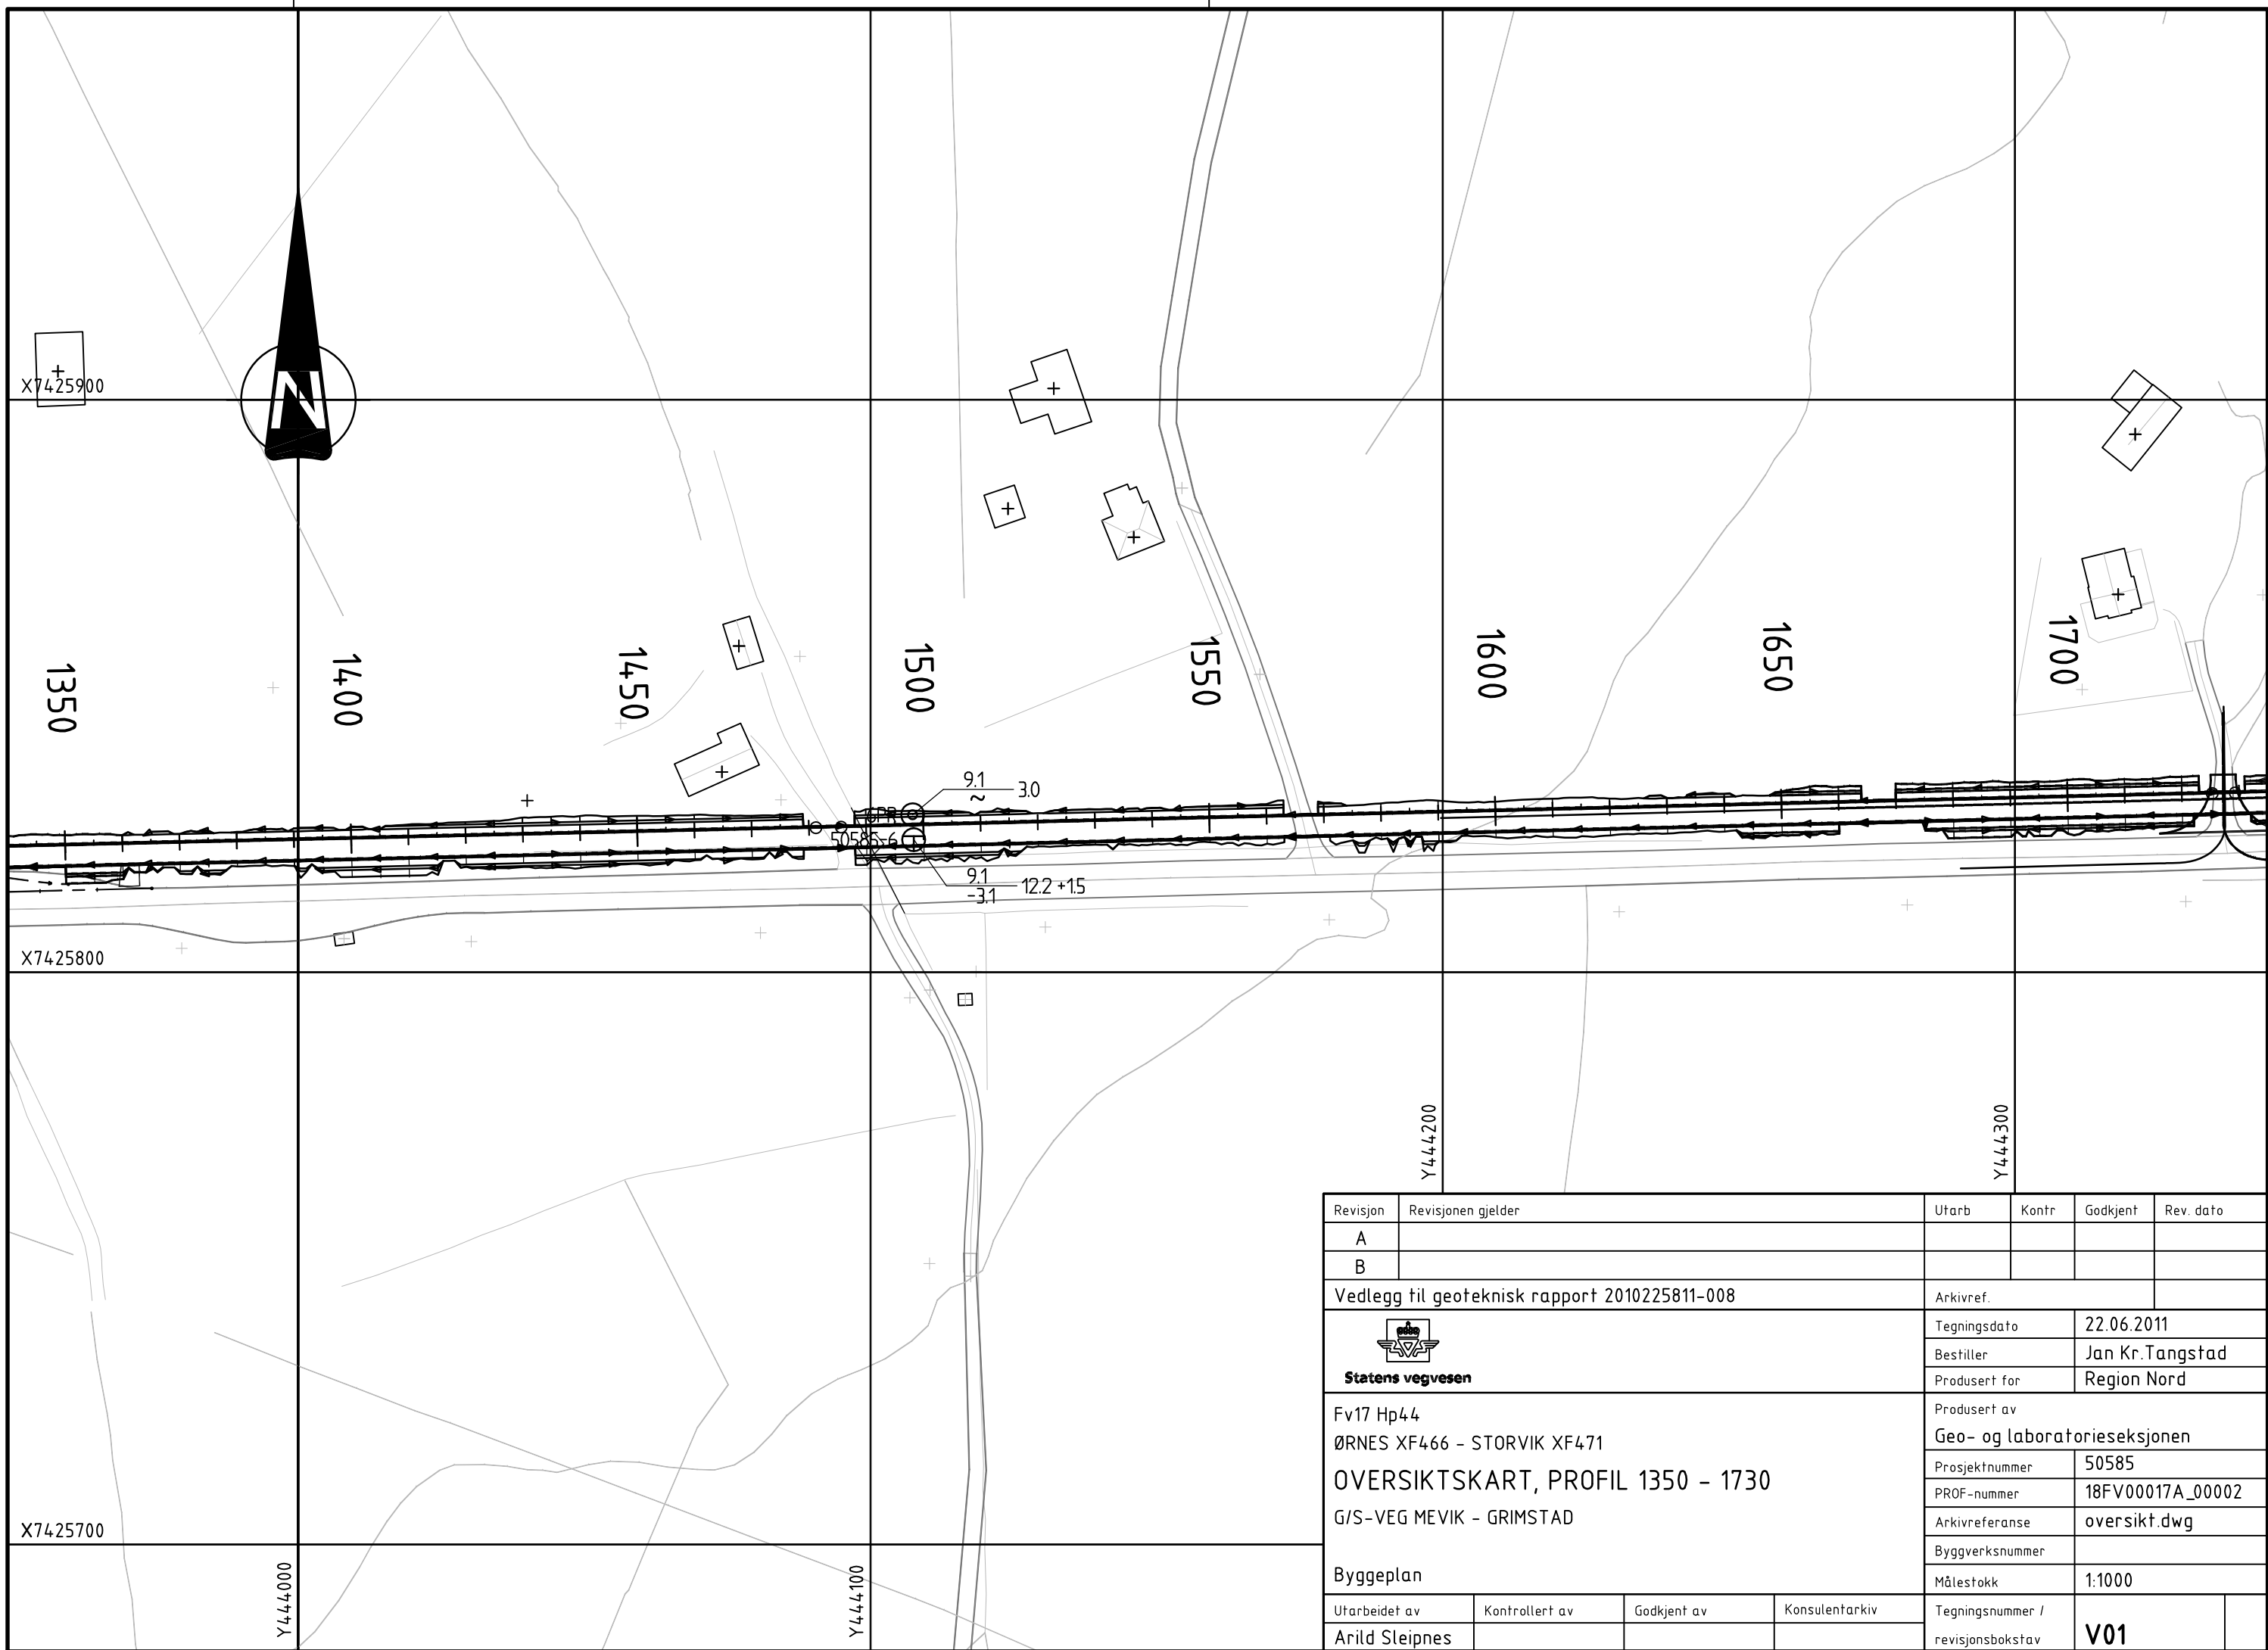 X7425900
N
1350
1400
1450
1500
1550
1600
1650
1700
9.1
~
3.0
50585-6
9.1
-3.1
12.2 +1.5
X7425800
X7425700
Y444000
Y444100
Y444200
Y444300
Revisjon Revisjonen gjelder Utarb Kontr Godkjent Rev. dato
A
B
Vedlegg til geoteknisk rapport 2010225811-008 Arkivref.
Statens vegvesen
Tegningsdato 22.06.2011
Bestiller Jan Kr.Tangstad
Produsert for Region Nord
Fv17 Hp44
ØRNES XF466 - STORVIK XF471
OVERSIKTSKART, PROFIL 1350 - 1730
G/S-VEG MEVIK - GRIMSTAD
Byggeplan
Produsert av
Geo- og laboratorieseksjonen
Prosjektnummer 50585
PROF-nummer 18FV00017A_00002
Arkivreferanse oversikt.dwg
Byggverksnummer
Målestokk 1:1000
Utarbeidet av Kontrollert av Godkjent av Konsulentarkiv
Arild Sleipnes
Tegningsnummer /
revisjonsbokstav V01